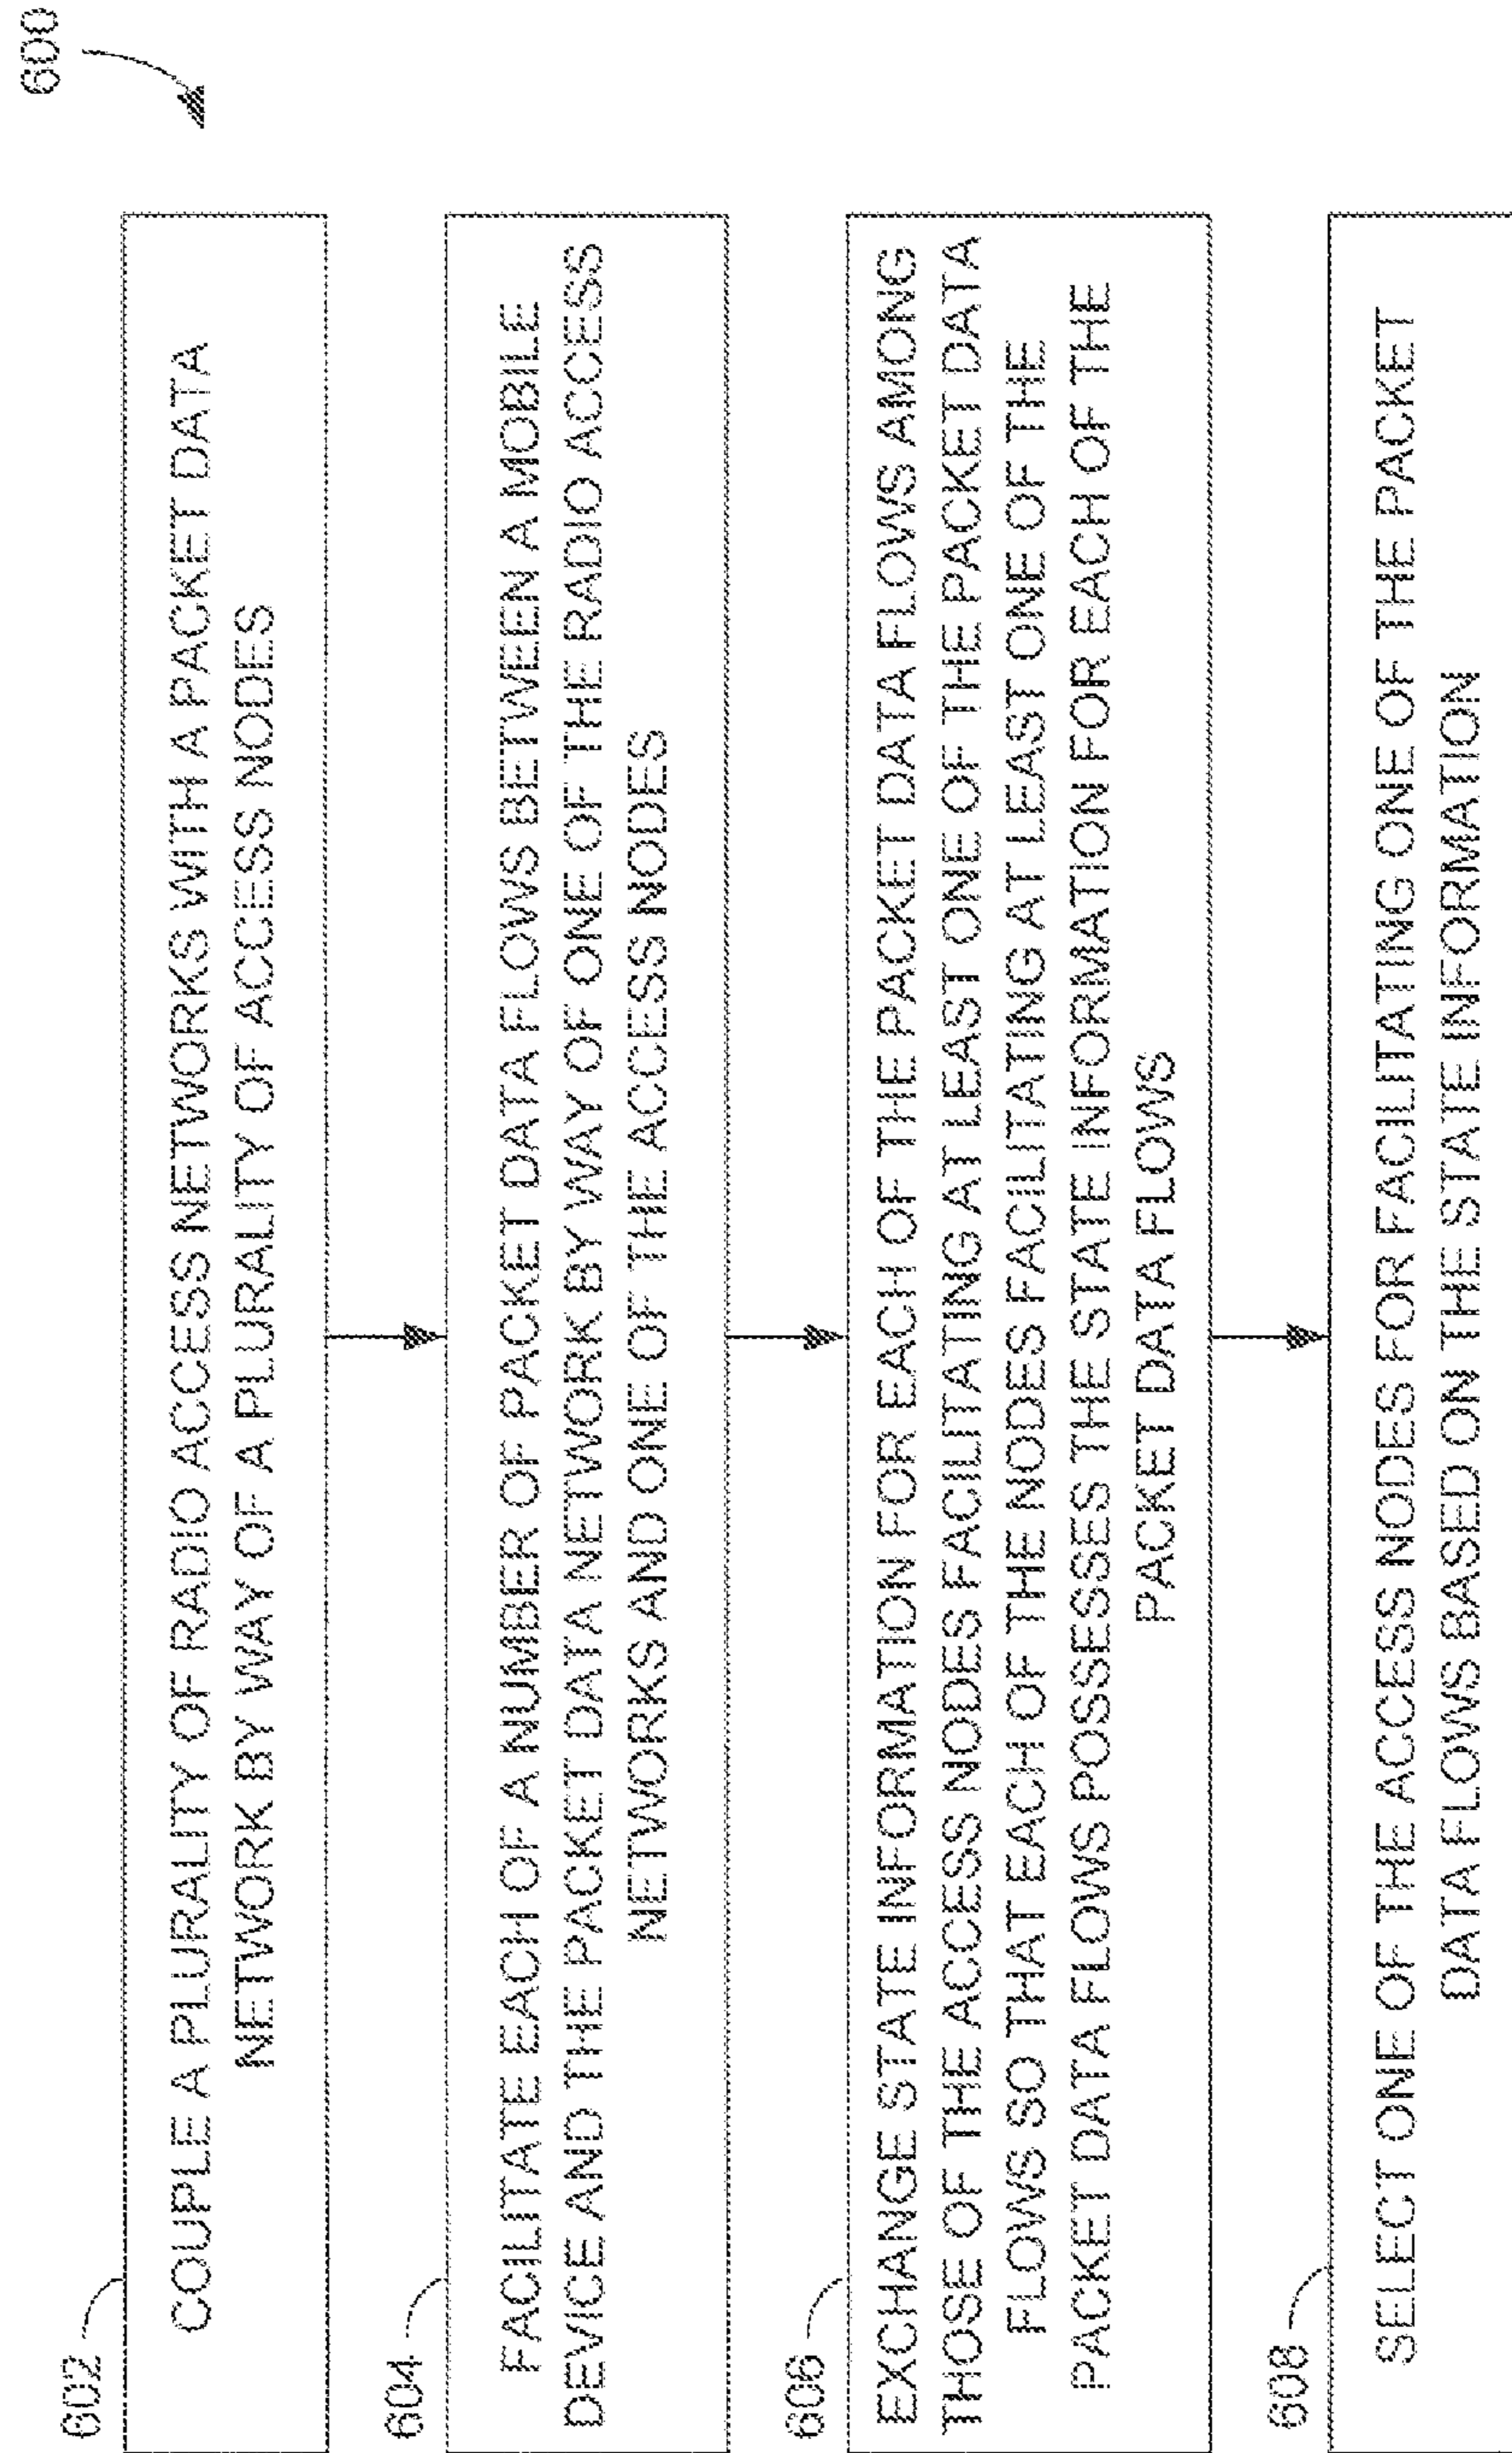 600
602
COUPLE A PLURALITY OF RADIO ACCESS NETWORKS WITH A PACKET DATA
NETWORK BY WAY OF A PLURALITY OF ACCESS NODES
604
FACILITATE EACH OF A NUMBER OF PACKET DATA FLOWS BETWEEN A MOBILE
DEVICE AND THE PACKET DATA NETWORK BY WAY OF ONE OF THE RADIO ACCESS
NETWORKS AND ONE OF THE ACCESS NODES
606
EXCHANGE STATE INFORMATION FOR EACH OF THE PACKET DATA FLOWS AMONG
THOSE OF THE ACCESS NODES FACILITATING AT LEAST ONE OF THE PACKET DATA
FLOWS SO THAT EACH OF THE NODES FACILITATING AT LEAST ONE OF THE
PACKET DATA FLOWS POSSESSES THE STATE INFORMATION FOR EACH OF THE
PACKET DATA FLOWS
608
SELECT ONE OF THE ACCESS NODES FOR FACILITATING ONE OF THE PACKET
DATA FLOWS BASED ON THE STATE INFORMATION